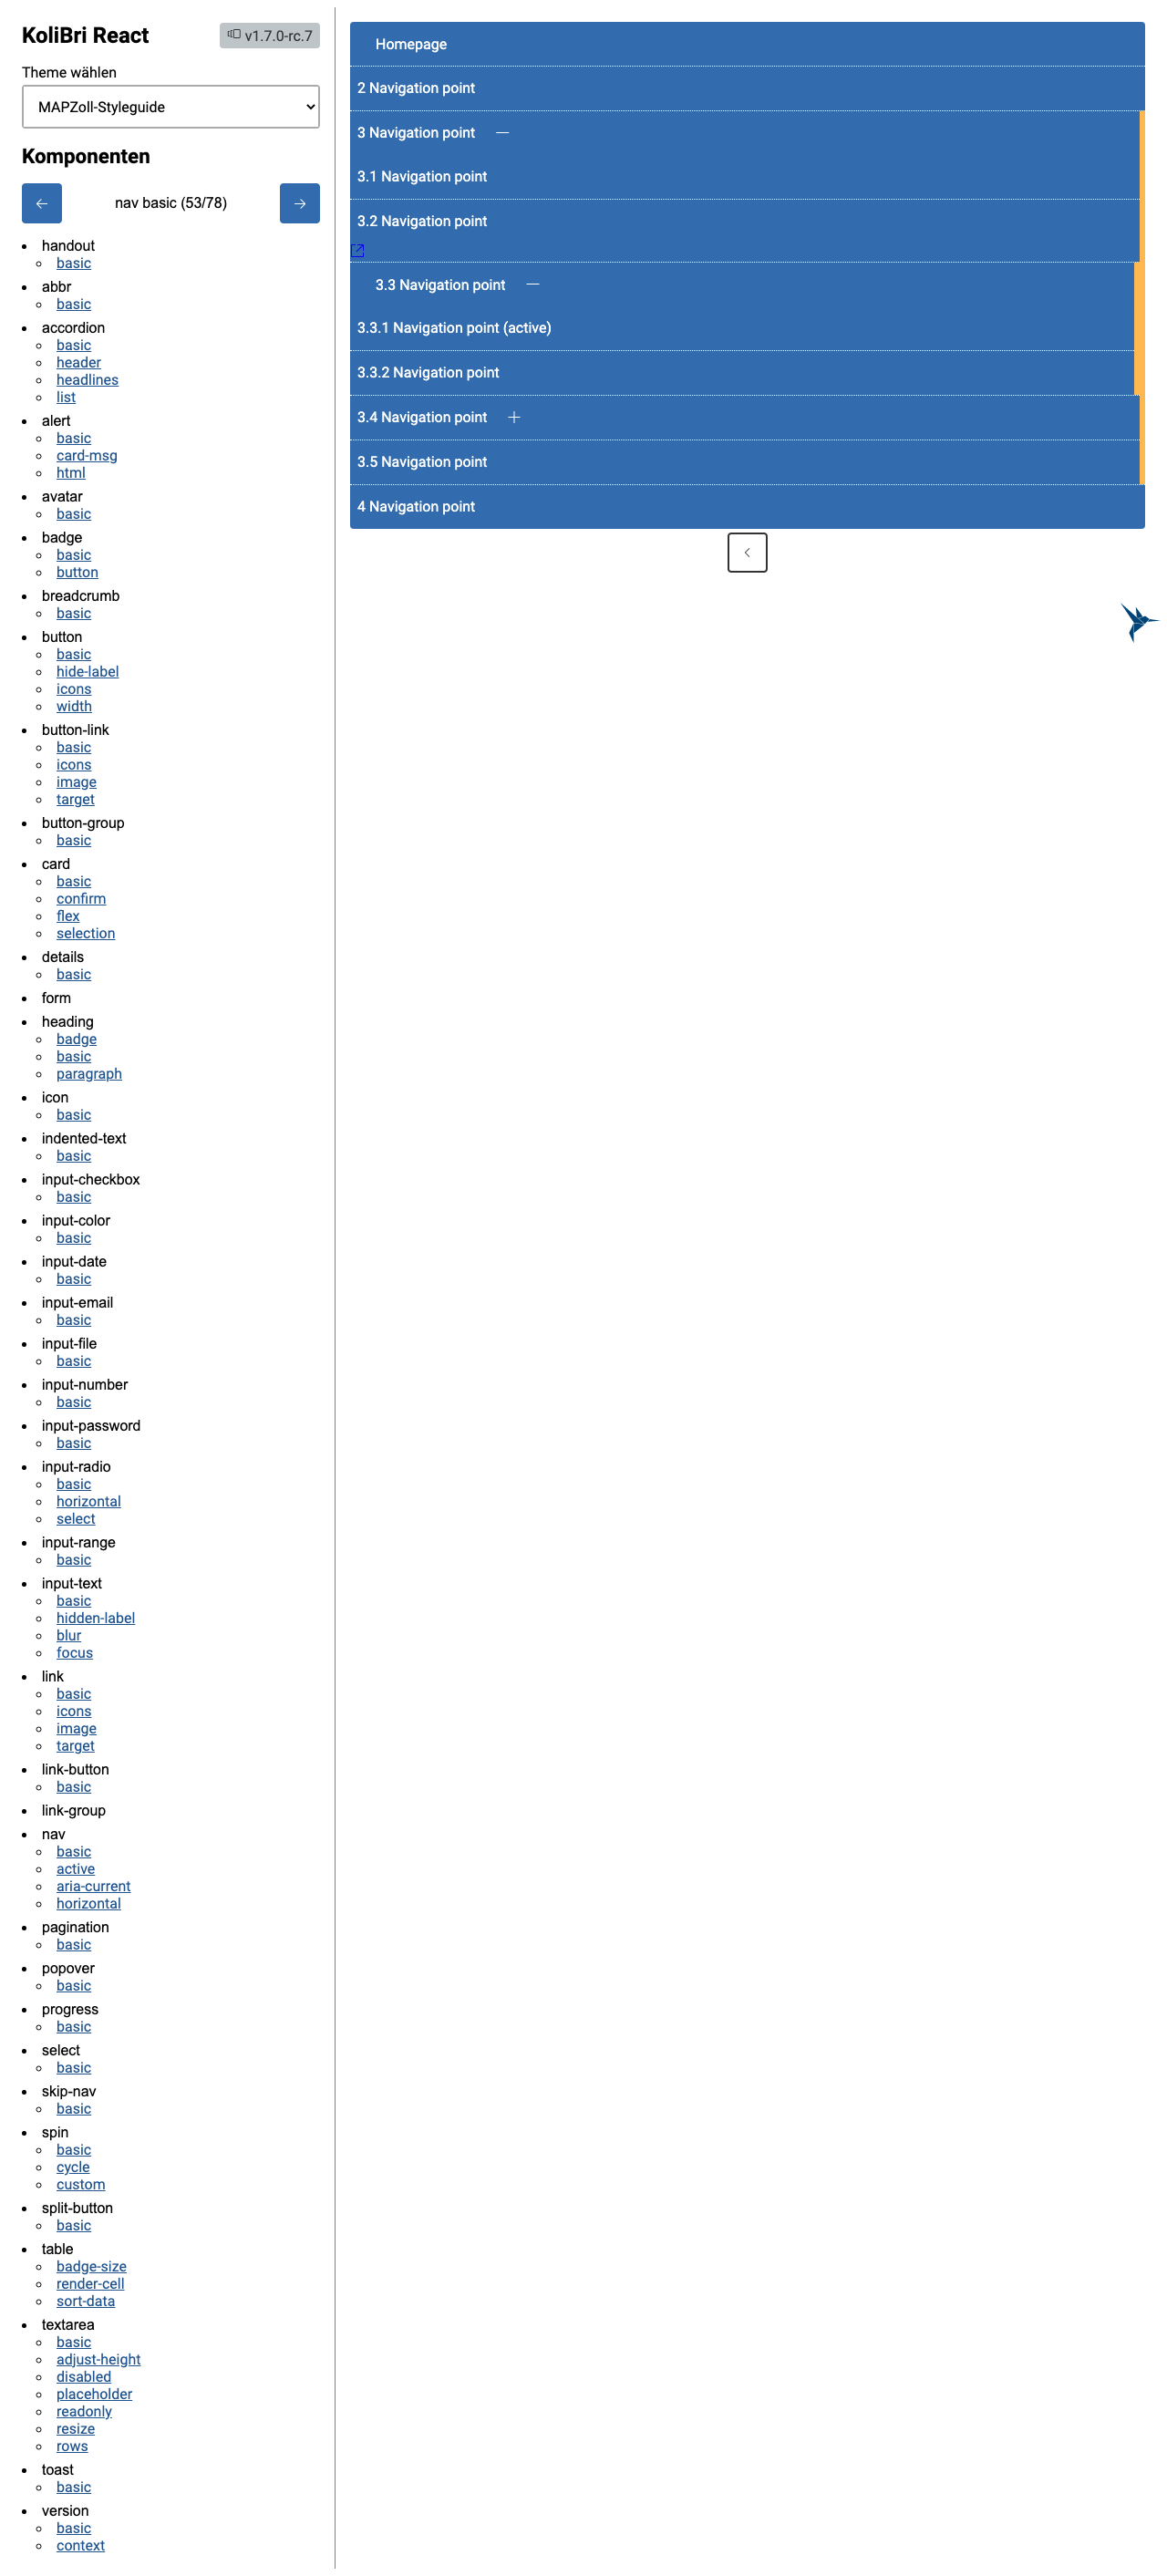 KoliBri React
v1.7.0-rc.7
Theme wählen
MAPZoll-Styleguide
Komponenten
nav basic (53/78)
handout
basic
abbr
basic
accordion
basic
header
headlines
list
alert
basic
card-msg
html
avatar
basic
badge
basic
button
breadcrumb
basic
button
basic
hide-label
icons
width
button-link
basic
icons
image
target
button-group
basic
card
basic
confirm
flex
selection
details
basic
form
heading
badge
basic
paragraph
icon
basic
indented-text
basic
input-checkbox
basic
input-color
basic
input-date
basic
input-email
basic
input-file
basic
input-number
basic
input-password
basic
input-radio
basic
horizontal
select
input-range
basic
input-text
basic
hidden-label
blur
focus
link
basic
icons
image
target
link-button
basic
link-group
nav
basic
active
aria-current
horizontal
pagination
basic
popover
basic
progress
basic
select
basic
skip-nav
basic
spin
basic
cycle
custom
split-button
basic
table
badge-size
render-cell
sort-data
textarea
basic
adjust-height
disabled
placeholder
readonly
resize
rows
toast
basic
version
basic
context
Homepage
2 Navigation point
3 Navigation point
3.1 Navigation point
3.2 Navigation point
3.3 Navigation point
3.3.1 Navigation point (active)
3.3.2 Navigation point
3.4 Navigation point
3.5 Navigation point
4 Navigation point